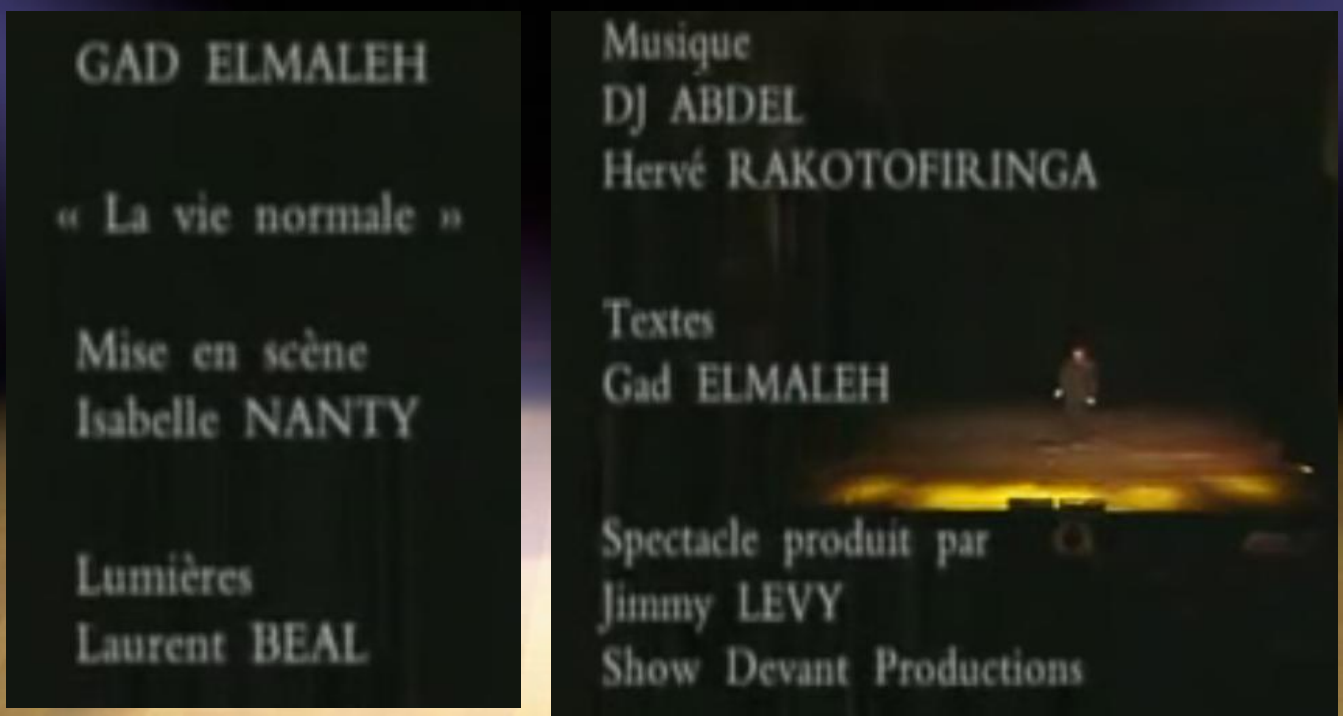 GAD ELMALEH
« La vie normale »
Mise en scène
Isabelle NANTY
Lumières
Laurent BEAL
Musique
DJ ABDEL
Hervé RAKOTOFIRINGA
Textes
Gad ELMALEH
Spectacle produit par
Jimmy LEVY
Show Devant Productions